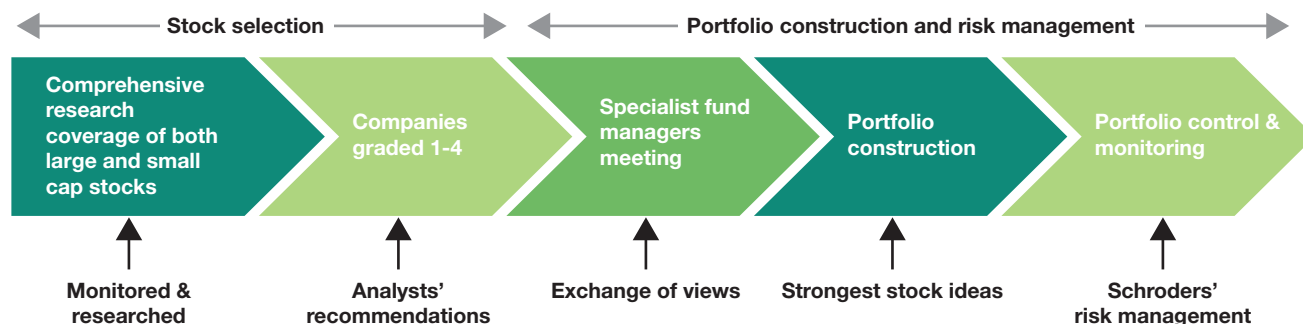 Stock selection
Portfolio construction and risk management
Comprehensive
research
coverage of both
large and small
cap stocks
Companies
graded 1-4
Specialist fund
managers
meeting
Portfolio
construction
Portfolio control &
monitoring
Monitored &
researched
Analysts’
recommendations
Exchange of views
Strongest stock ideas
Schroders’
risk management